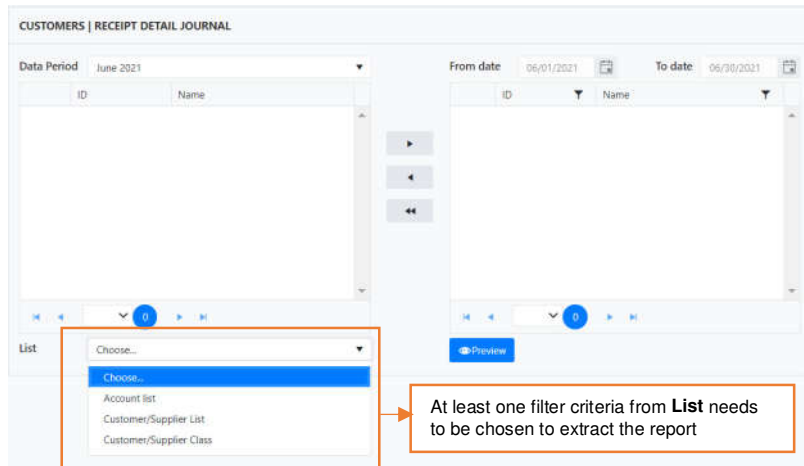 CUSTOMERS | RECEIPT DETAIL JOURNAL
Data Period June 2021 From date 06/01/2021 To date 06/30/2021
ID Name ID Name
0 0
List Choose... Preview
Choose...
Account list
Customer/Supplier List
Customer/Supplier Class
At least one filter criteria from List needs
to be chosen to extract the report